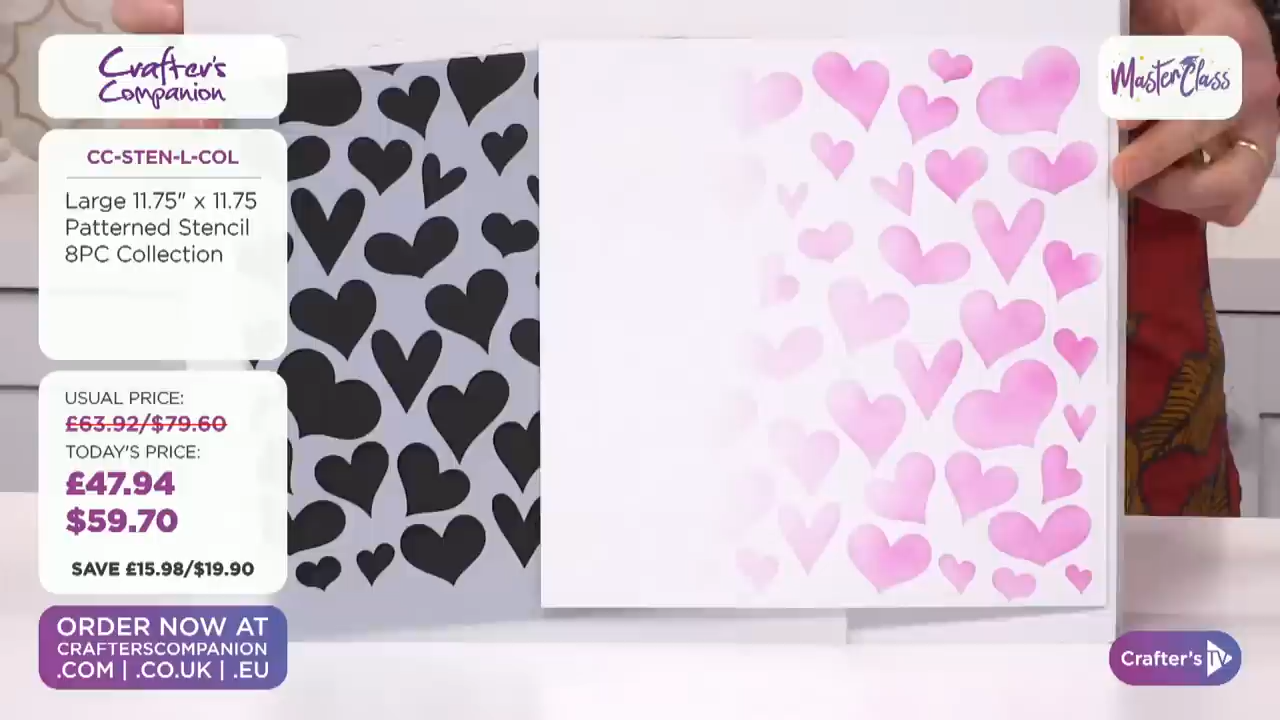 Crafter's
Companion
CC-STEN-L-COL
Large 11.75" x 11.75
Patterned Stencil
8PC Collection
USUAL PRICE:
£63.92/$79.60
TODAY'S PRICE:
£47.94
$59.70
SAVE £15.98/$19.90
ORDER NOW AT
CRAFTERSCOMPANION
.COM | .CO.UK | .EU
MasterClass
Crafter's TV